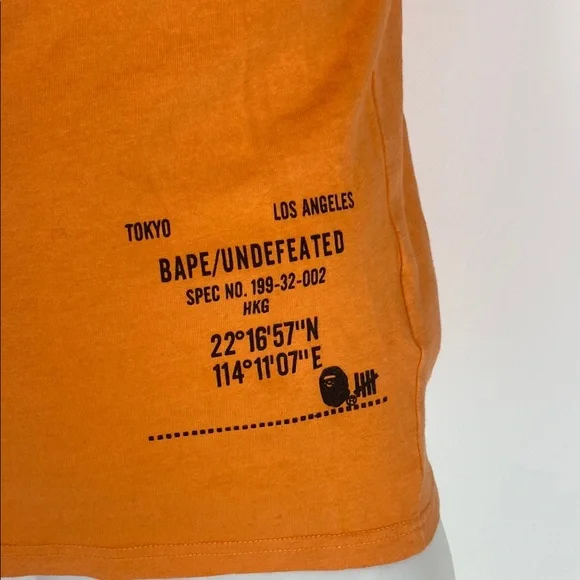 TOKYO LOS ANGELES
BAPE/UNDEFEATED
SPEC NO. 199-32-002
HKG
22°16'57"N
114°11'07"E
®